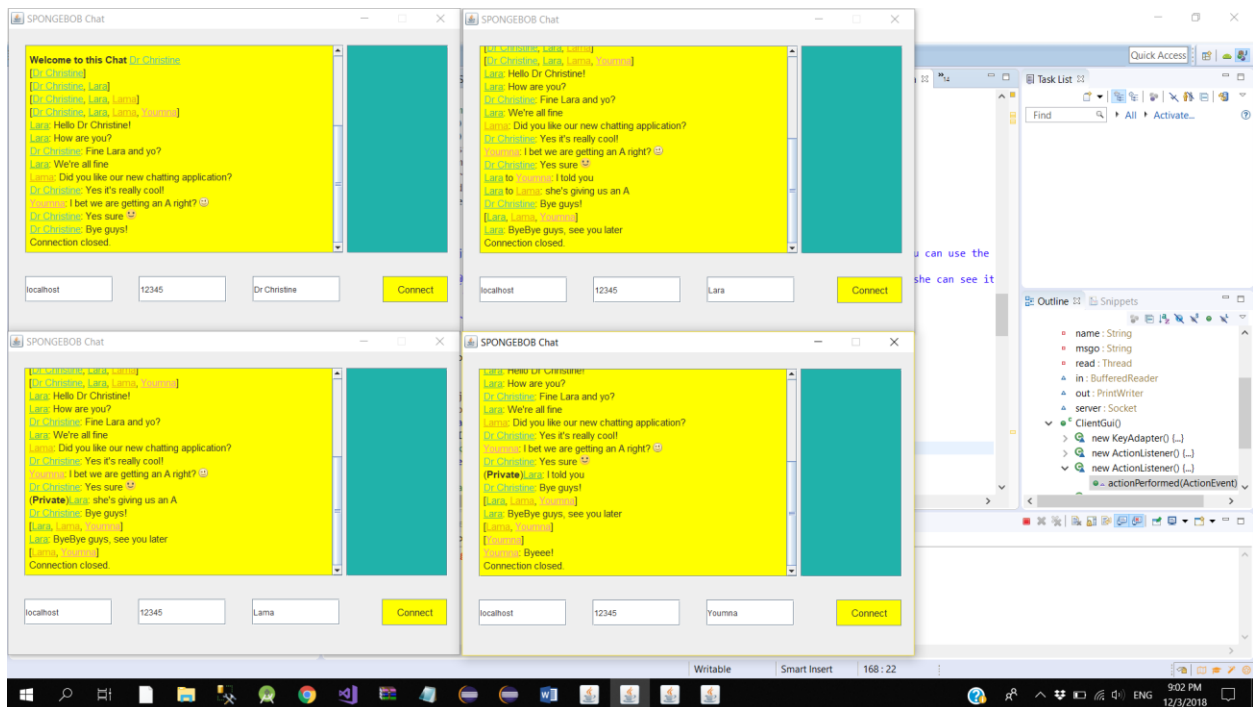 SPONGEBOB Chat
Welcome to this Chat Dr Christine
[Dr Christine]
[Dr Christine, Lara]
[Dr Christine, Lara, Lama]
[Dr Christine, Lara, Lama, Youmna]
Lara: Hello Dr Christine!
Lara: How are you?
Dr Christine: Fine Lara and yo?
Lara: We're all fine
Lama: Did you like our new chatting application?
Dr Christine: Yes it's really cool!
Youmna: I bet we are getting an A right?
Dr Christine: Yes sure
Dr Christine: Bye guys!
Connection closed.
localhost 12345 Dr Christine Connect
SPONGEBOB Chat
[Dr Christine, Lara, Lama]
[Dr Christine, Lara, Lama, Youmna]
Lara: Hello Dr Christine!
Lara: How are you?
Dr Christine: Fine Lara and yo?
Lara: We're all fine
Lama: Did you like our new chatting application?
Dr Christine: Yes it's really cool!
Youmna: I bet we are getting an A right?
Dr Christine: Yes sure
Lara to Youmna: I told you
Lara to Lama: she's giving us an A
Dr Christine: Bye guys!
[Lara, Lama, Youmna]
Lara: ByeBye guys, see you later
Connection closed.
localhost 12345 Lara Connect
SPONGEBOB Chat
[Dr Christine, Lara, Lama]
[Dr Christine, Lara, Lama, Youmna]
Lara: Hello Dr Christine!
Lara: How are you?
Dr Christine: Fine Lara and yo?
Lara: We're all fine
Lama: Did you like our new chatting application?
Dr Christine: Yes it's really cool!
Youmna: I bet we are getting an A right?
Dr Christine: Yes sure
(Private)Lara: she's giving us an A
Dr Christine: Bye guys!
[Lara, Lama, Youmna]
Lara: ByeBye guys, see you later
[Lama, Youmna]
Connection closed.
localhost 12345 Lama Connect
SPONGEBOB Chat
Lara: Hello Dr Christine!
Lara: How are you?
Dr Christine: Fine Lara and yo?
Lara: We're all fine
Lama: Did you like our new chatting application?
Dr Christine: Yes it's really cool!
Youmna: I bet we are getting an A right?
Dr Christine: Yes sure
(Private)Lara: I told you
Dr Christine: Bye guys!
[Lara, Lama, Youmna]
Lara: ByeBye guys, see you later
[Lama, Youmna]
[Youmna]
Youmna: Byeee!
Connection closed.
localhost 12345 Youmna Connect
Quick Access
Task List
Find All Activate...
u can use the
she can see it
Outline Snippets
name : String
msgo : String
read : Thread
in : BufferedReader
out : PrintWriter
server : Socket
ClientGui()
new KeyAdapter() {...}
new ActionListener() {...}
new ActionListener() {...}
actionPerformed(ActionEvent)
Writable Smart Insert 168 : 22
ENG 9:02 PM
12/3/2018